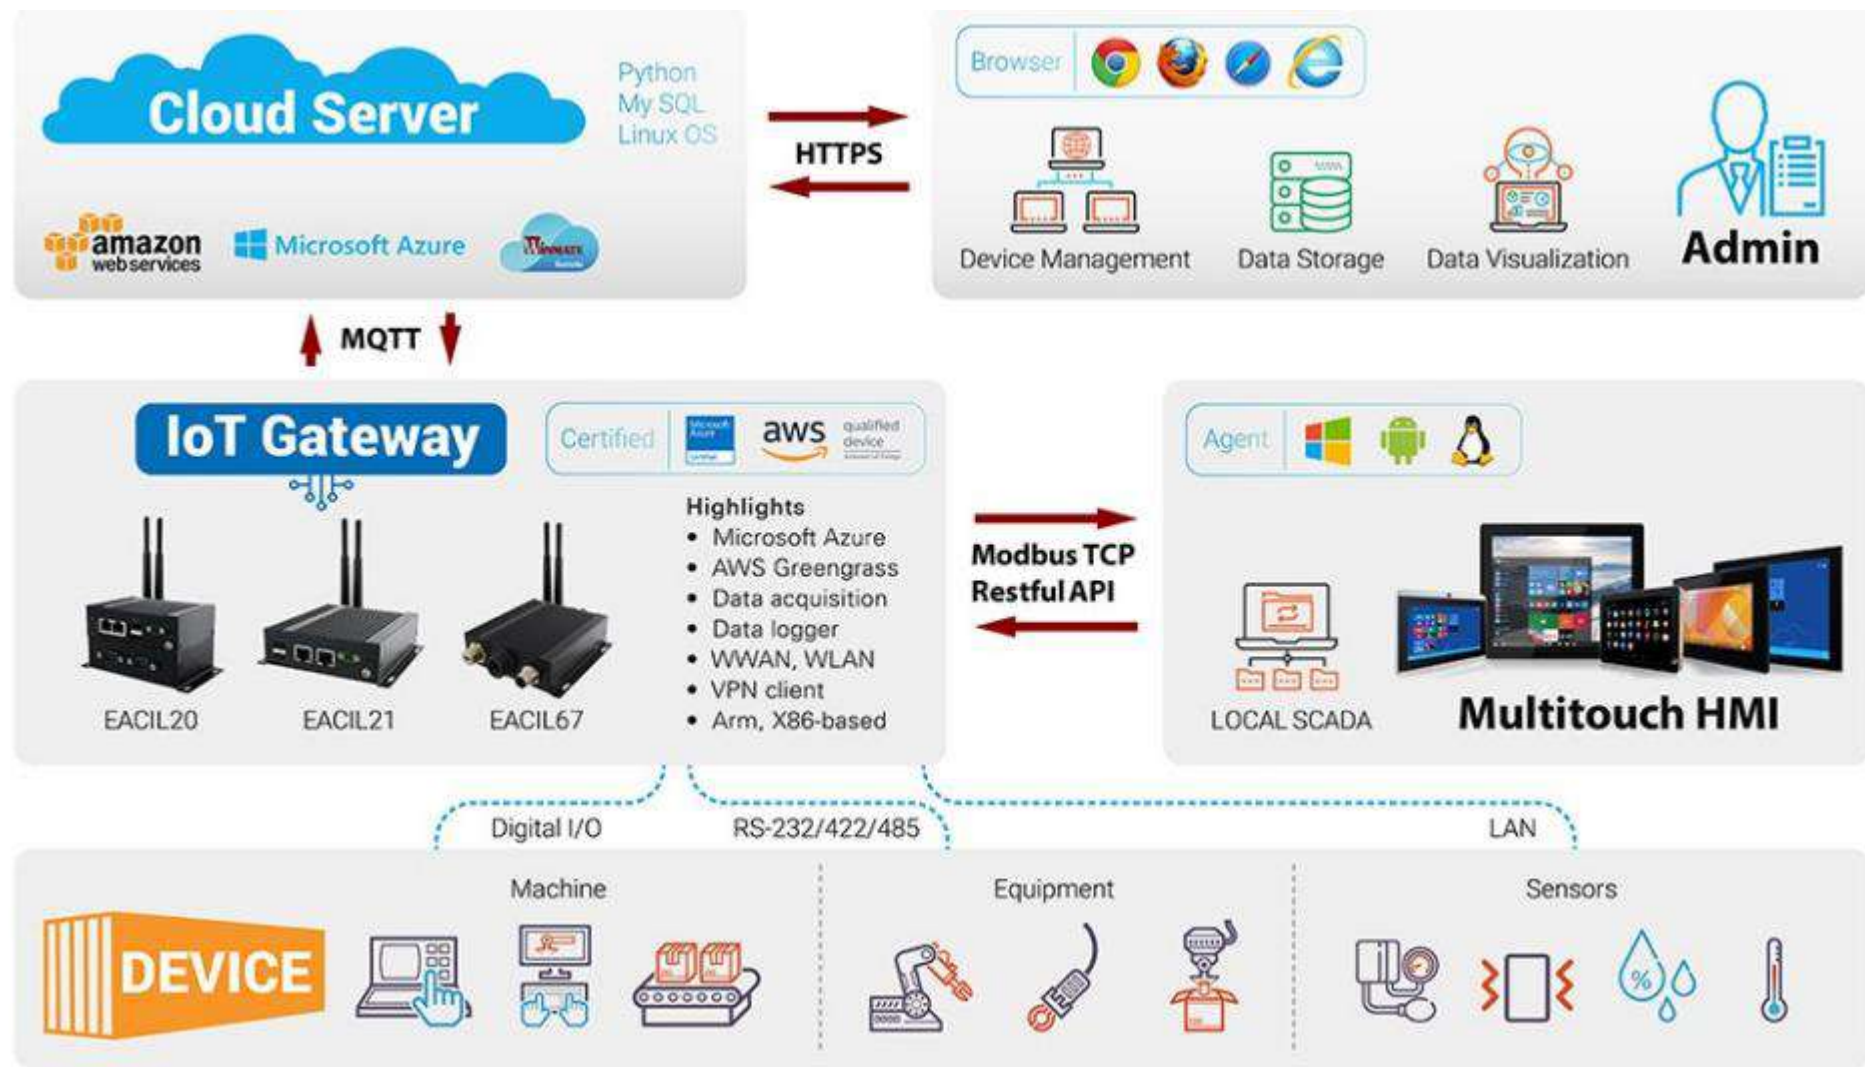 Cloud Server
Python
My SQL
Linux OS
amazon
webservices
Microsoft Azure
WINMATE
HTTPS
Browser
Device Management
Data Storage
Data Visualization
Admin
MQTT
IoT Gateway
Certified
Microsoft
Azure
aws
qualified
device
EACIL20
EACIL21
EACIL67
Highlights
• Microsoft Azure
• AWS Greengrass
• Data acquisition
• Data logger
• WWAN, WLAN
• VPN client
• Arm, X86-based
Modbus TCP
Restful API
Agent
LOCAL SCADA
Multitouch HMI
Digital I/O
RS-232/422/485
LAN
DEVICE
Machine
Equipment
Sensors
%